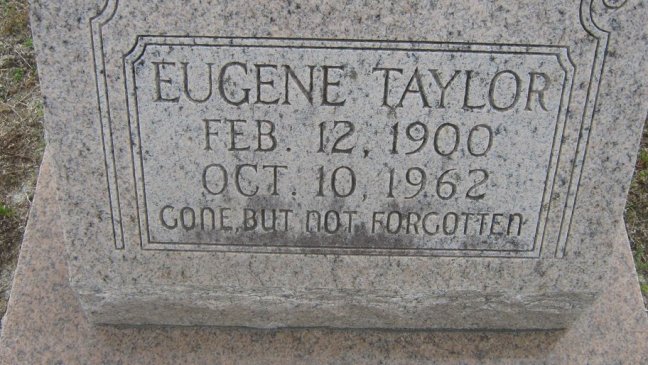 EUGENE TAYLOR
FEB. 12, 1900
OCT. 10, 1962
GONE BUT NOT FORGOTTEN